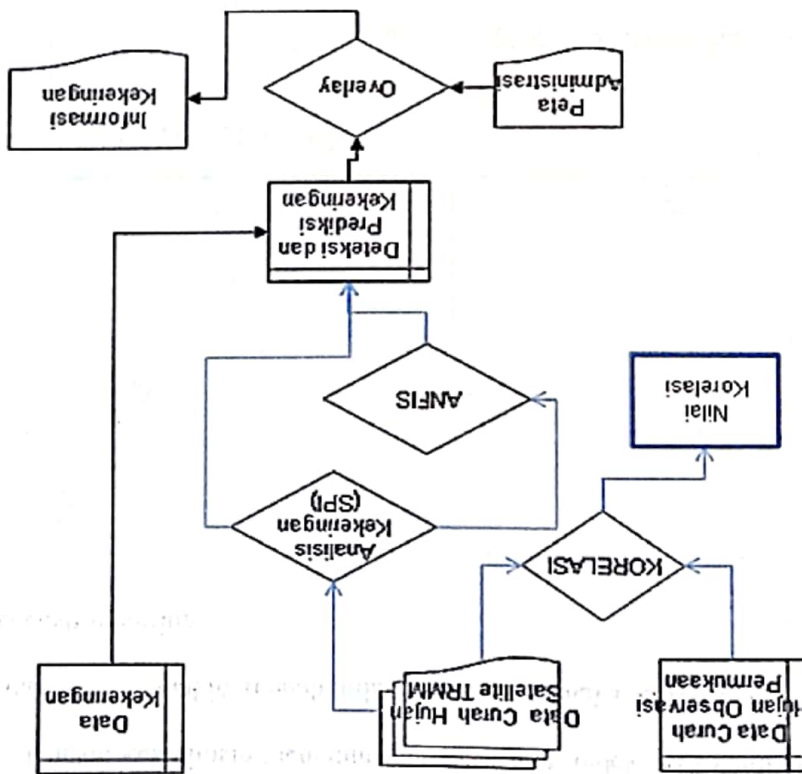 Data Curah
Hujan Observasi
Permukaan
Data Curah Hujan
Satellite TRMM
Data
Kekeringan
KORELASI
Analisis
Kekeringan
(SPI)
Nilai
Korelasi
ANFIS
Deteksi dan
Prediksi
Kekeringan
Peta
Administrasi
Overlay
Informasi
Kekeringan